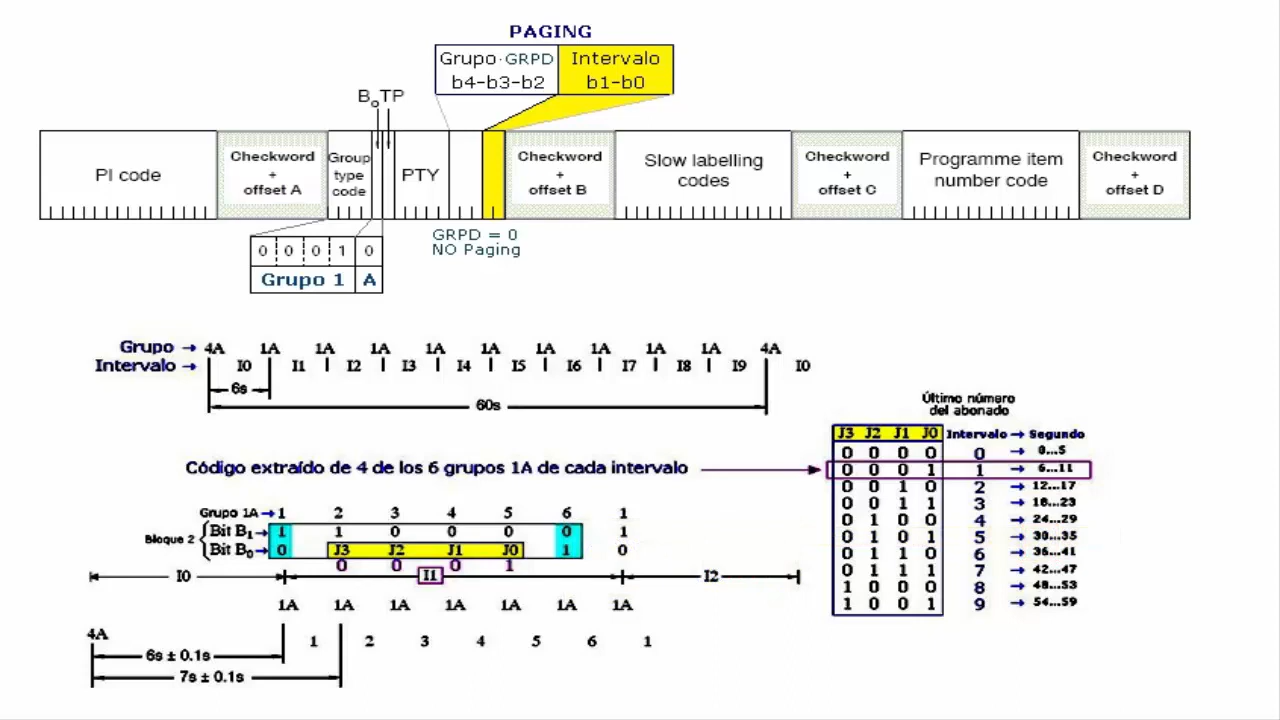 PAGING
Grupo·GRPD Intervalo
b4-b3-b2 b1-b0
B₀TP
PI code
Checkword
+
offset A
Group
type
code
PTY
Checkword
+
offset B
Slow labelling
codes
Checkword
+
offset C
Programme item
number code
Checkword
+
offset D
GRPD = 0
NO Paging
0 0 0 1 0
Grupo 1 A
Grupo → 4A 1A 1A 1A 1A 1A 1A 1A 1A 1A 4A
Intervalo → I0 I1 I2 I3 I4 I5 I6 I7 I8 I9 I0
6s
60s
Último número
del abonado
J3 J2 J1 J0 Intervalo → Segundo
0 0 0 0 0 → 0...5
0 0 0 1 1 → 6...11
0 0 1 0 2 → 12...17
0 0 1 1 3 → 18...23
0 1 0 0 4 → 24...29
0 1 0 1 5 → 30...35
0 1 1 0 6 → 36...41
0 1 1 1 7 → 42...47
1 0 0 0 8 → 48...53
1 0 0 1 9 → 54...59
Código extraído de 4 de los 6 grupos 1A de cada intervalo
Grupo 1A → 1 2 3 4 5 6 1
Bloque 2
Bit B₁ → 1 1 0 0 0 0 1
Bit B₀ → 0 J3 J2 J1 J0 1 0
0 0 0 1
I0 I1 I2
1A 1A 1A 1A 1A 1A 1A
4A 1 2 3 4 5 6 1
6s ± 0.1s
7s ± 0.1s